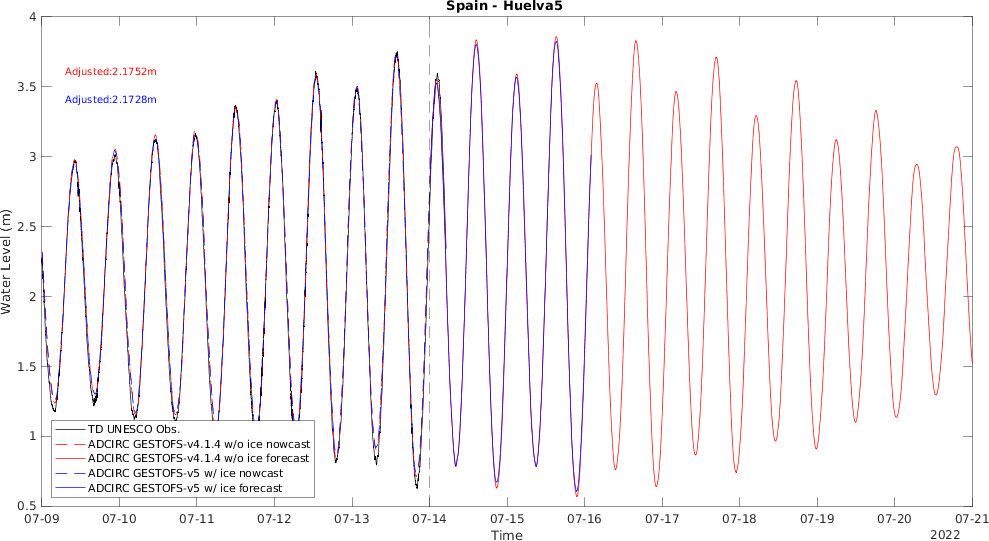 Spain - Huelva5
4
3.5
3
2.5
2
1.5
1
0.5
Water Level (m)
Adjusted:2.1752m
Adjusted:2.1728m
TD UNESCO Obs.
ADCIRC GESTOFS-v4.1.4 w/o ice nowcast
ADCIRC GESTOFS-v4.1.4 w/o ice forecast
ADCIRC GESTOFS-v5 w/ ice nowcast
ADCIRC GESTOFS-v5 w/ ice forecast
07-09 07-10 07-11 07-12 07-13 07-14 07-15 07-16 07-17 07-18 07-19 07-20 07-21
Time
2022